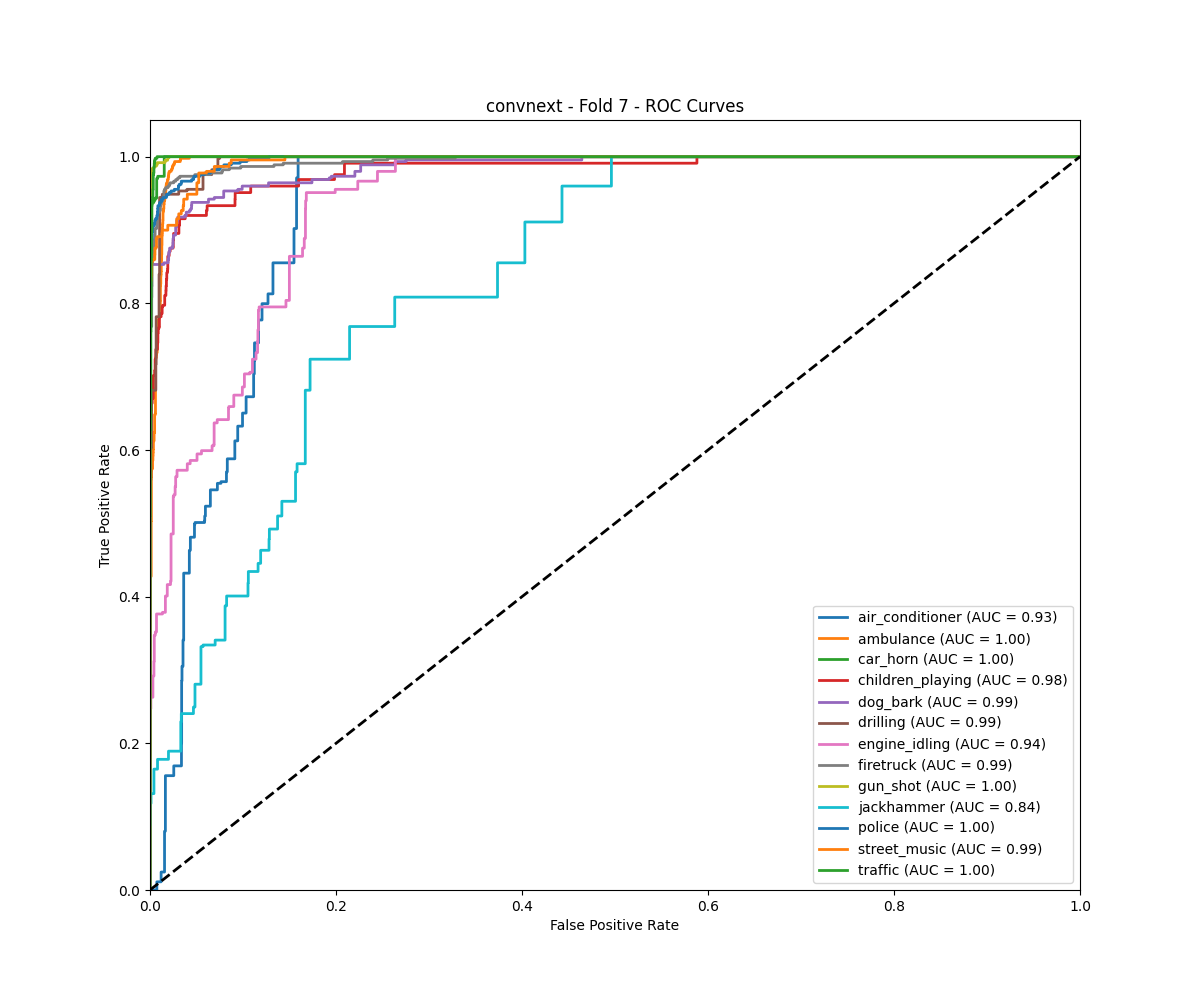 convnext - Fold 7 - ROC Curves
True Positive Rate
1.0
0.8
0.6
0.4
0.2
0.0
0.0 0.2 0.4 0.6 0.8 1.0
False Positive Rate
air_conditioner (AUC = 0.93)
ambulance (AUC = 1.00)
car_horn (AUC = 1.00)
children_playing (AUC = 0.98)
dog_bark (AUC = 0.99)
drilling (AUC = 0.99)
engine_idling (AUC = 0.94)
firetruck (AUC = 0.99)
gun_shot (AUC = 1.00)
jackhammer (AUC = 0.84)
police (AUC = 1.00)
street_music (AUC = 0.99)
traffic (AUC = 1.00)